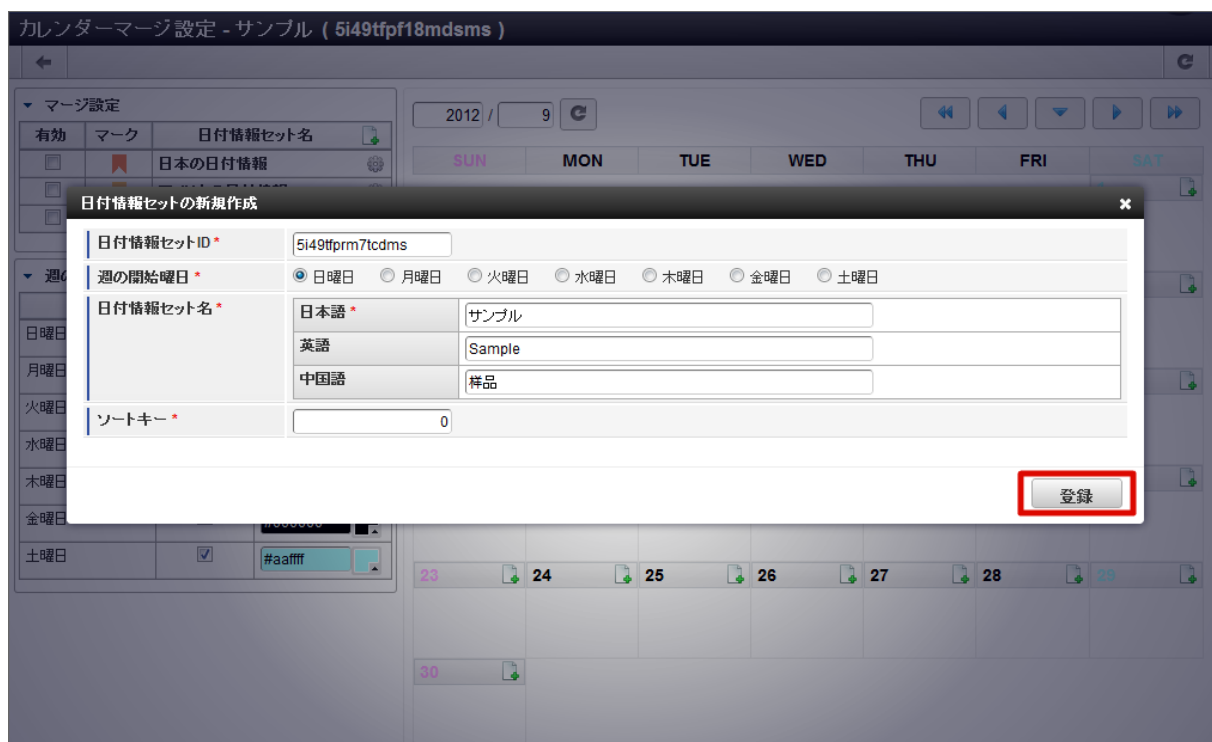 カレンダーマージ設定 - サンプル ( 5i49tfpf18mdsms )
マージ設定
有効 マーク 日付情報セット名
日本の日付情報
2012 / 9
SUN MON TUE WED THU FRI SAT
日付情報セットの新規作成
日付情報セットID * 5i49tfprm7tcdms
週の開始曜日 * 日曜日 月曜日 火曜日 水曜日 木曜日 金曜日 土曜日
日付情報セット名 * 日本語 * サンプル
英語 Sample
中国語 样品
ソートキー * 0
登録
日曜日
月曜日
火曜日
水曜日
木曜日
金曜日
土曜日 #aaffff
23 24 25 26 27 28 29
30